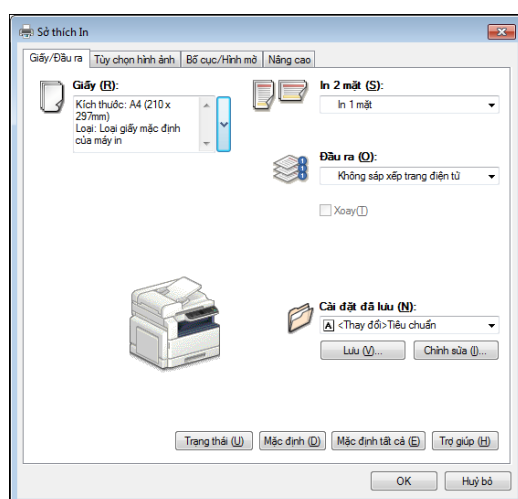 Sở thích In
Giấy/Đầu ra Tùy chọn hình ảnh Bố cục/Hình mờ Nâng cao
Giấy (R):
Kích thước: A4 (210 x
297mm)
Loại: Loại giấy mặc định
của máy in
In 2 mặt (S):
In 1 mặt
Đầu ra (O):
Không sáp xếp trang điện tử
Xoay(T)
Cài đặt đã lưu (N):
A <Thay đổi>Tiêu chuẩn
Lưu (V)... Chỉnh sửa (I)...
Trạng thái (U) Mặc định (D) Mặc định tất cả (E) Trợ giúp (H)
OK Huỷ bỏ